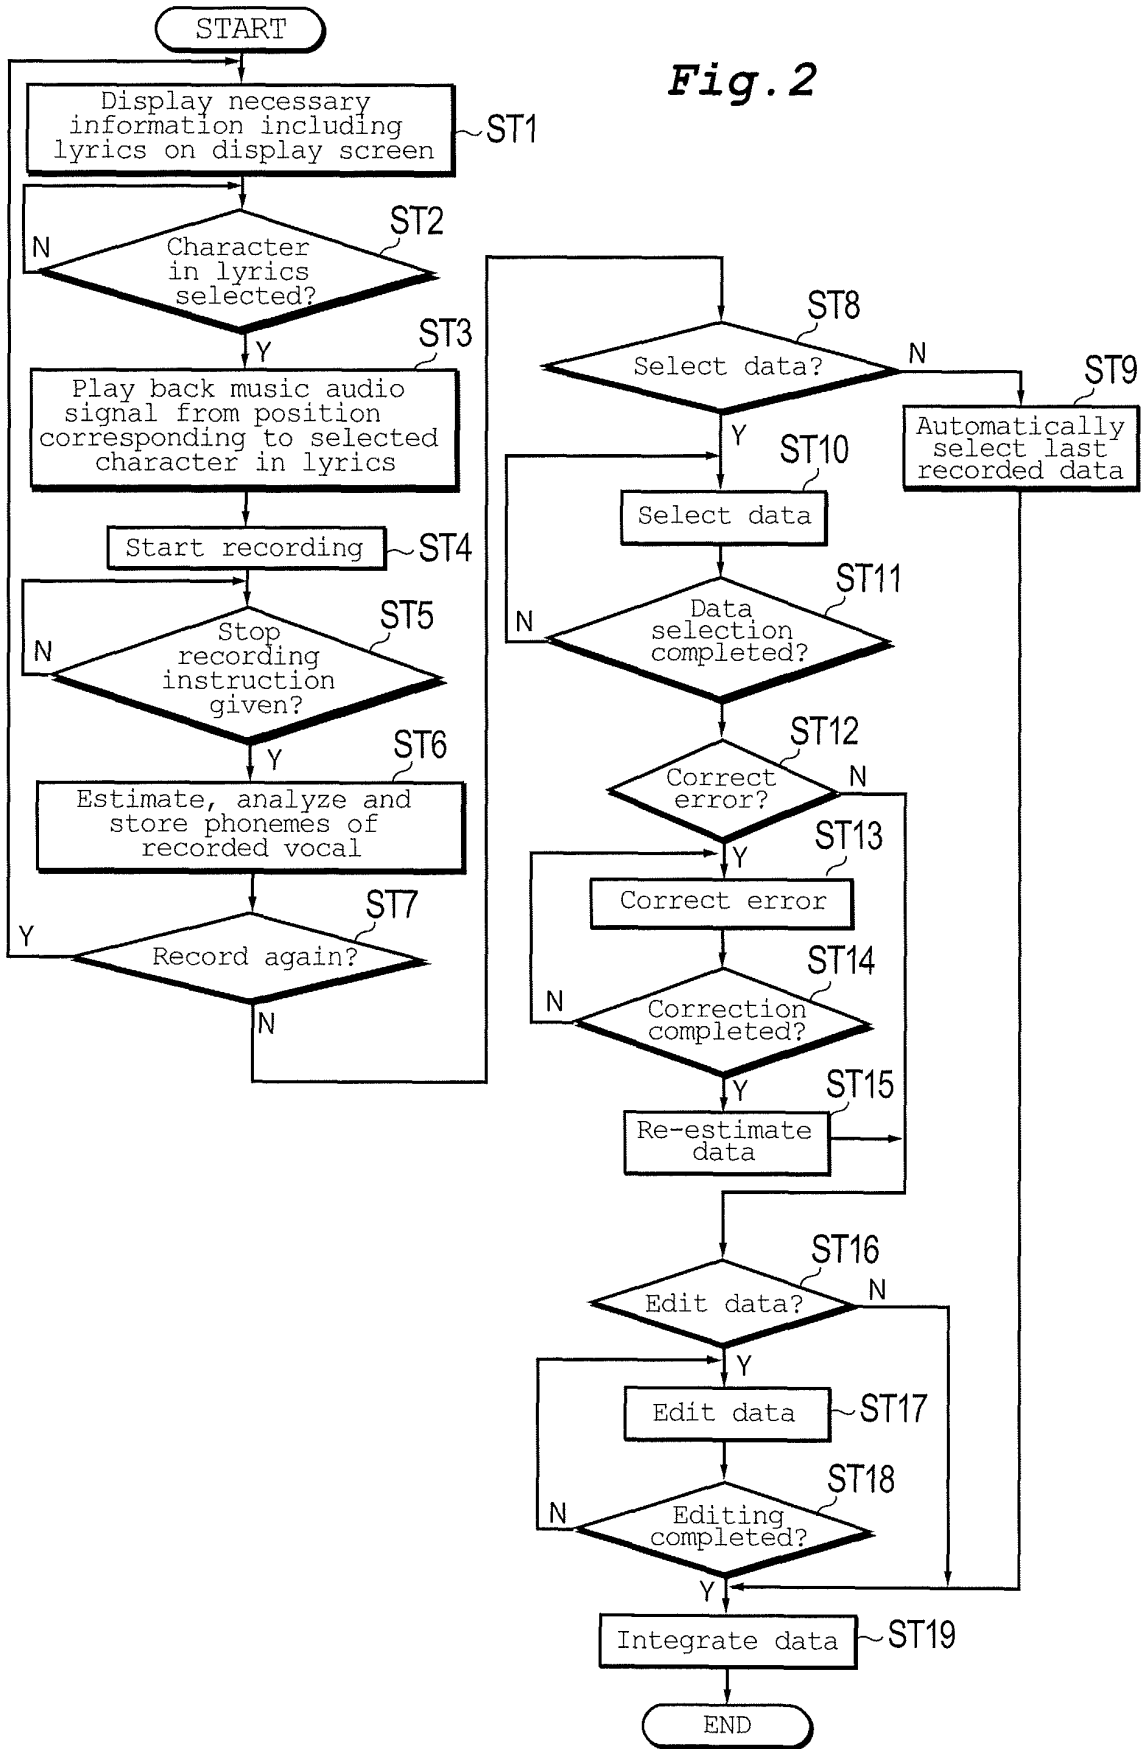 START
Fig.2
Display necessary
information including
lyrics on display screen
ST1
ST2
N
Character
in lyrics
selected?
Y
ST3
Play back music audio
signal from position
corresponding to selected
character in lyrics
Start recording
ST4
ST5
N
Stop
recording
instruction
given?
Y
ST6
Estimate, analyze and
store phonemes of
recorded vocal
ST7
Y
Record again?
N
ST8
Select data?
N
Y
ST9
Automatically
select last
recorded data
ST10
Select data
ST11
N
Data
selection
completed?
ST12
Correct
error?
N
Y
ST13
Correct error
ST14
N
Correction
completed?
Y
ST15
Re-estimate
data
ST16
Edit data?
N
Y
Edit data
ST17
ST18
N
Editing
completed?
Y
Integrate data
ST19
END